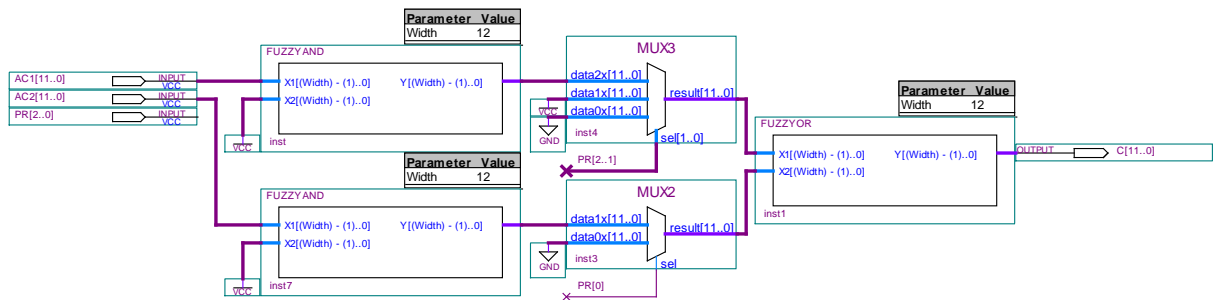 Parameter Value
Width 12
FUZZYAND
X1[(Width) - (1)..0] Y[(Width) - (1)..0]
X2[(Width) - (1)..0]
VCC
inst
AC1[11..0] INPUT
VCC
AC2[11..0] INPUT
VCC
PR[2..0] INPUT
VCC
MUX3
data2x[11..0]
data1x[11..0] result[11..0]
data0x[11..0]
VCC
GND
inst4
sel[1..0]
PR[2..1]
Parameter Value
Width 12
FUZZYAND
X1[(Width) - (1)..0] Y[(Width) - (1)..0]
X2[(Width) - (1)..0]
VCC
inst7
MUX2
data1x[11..0]
data0x[11..0] result[11..0]
GND
inst3
sel
PR[0]
Parameter Value
Width 12
FUZZYOR
X1[(Width) - (1)..0] Y[(Width) - (1)..0]
X2[(Width) - (1)..0]
inst1
OUTPUT C[11..0]